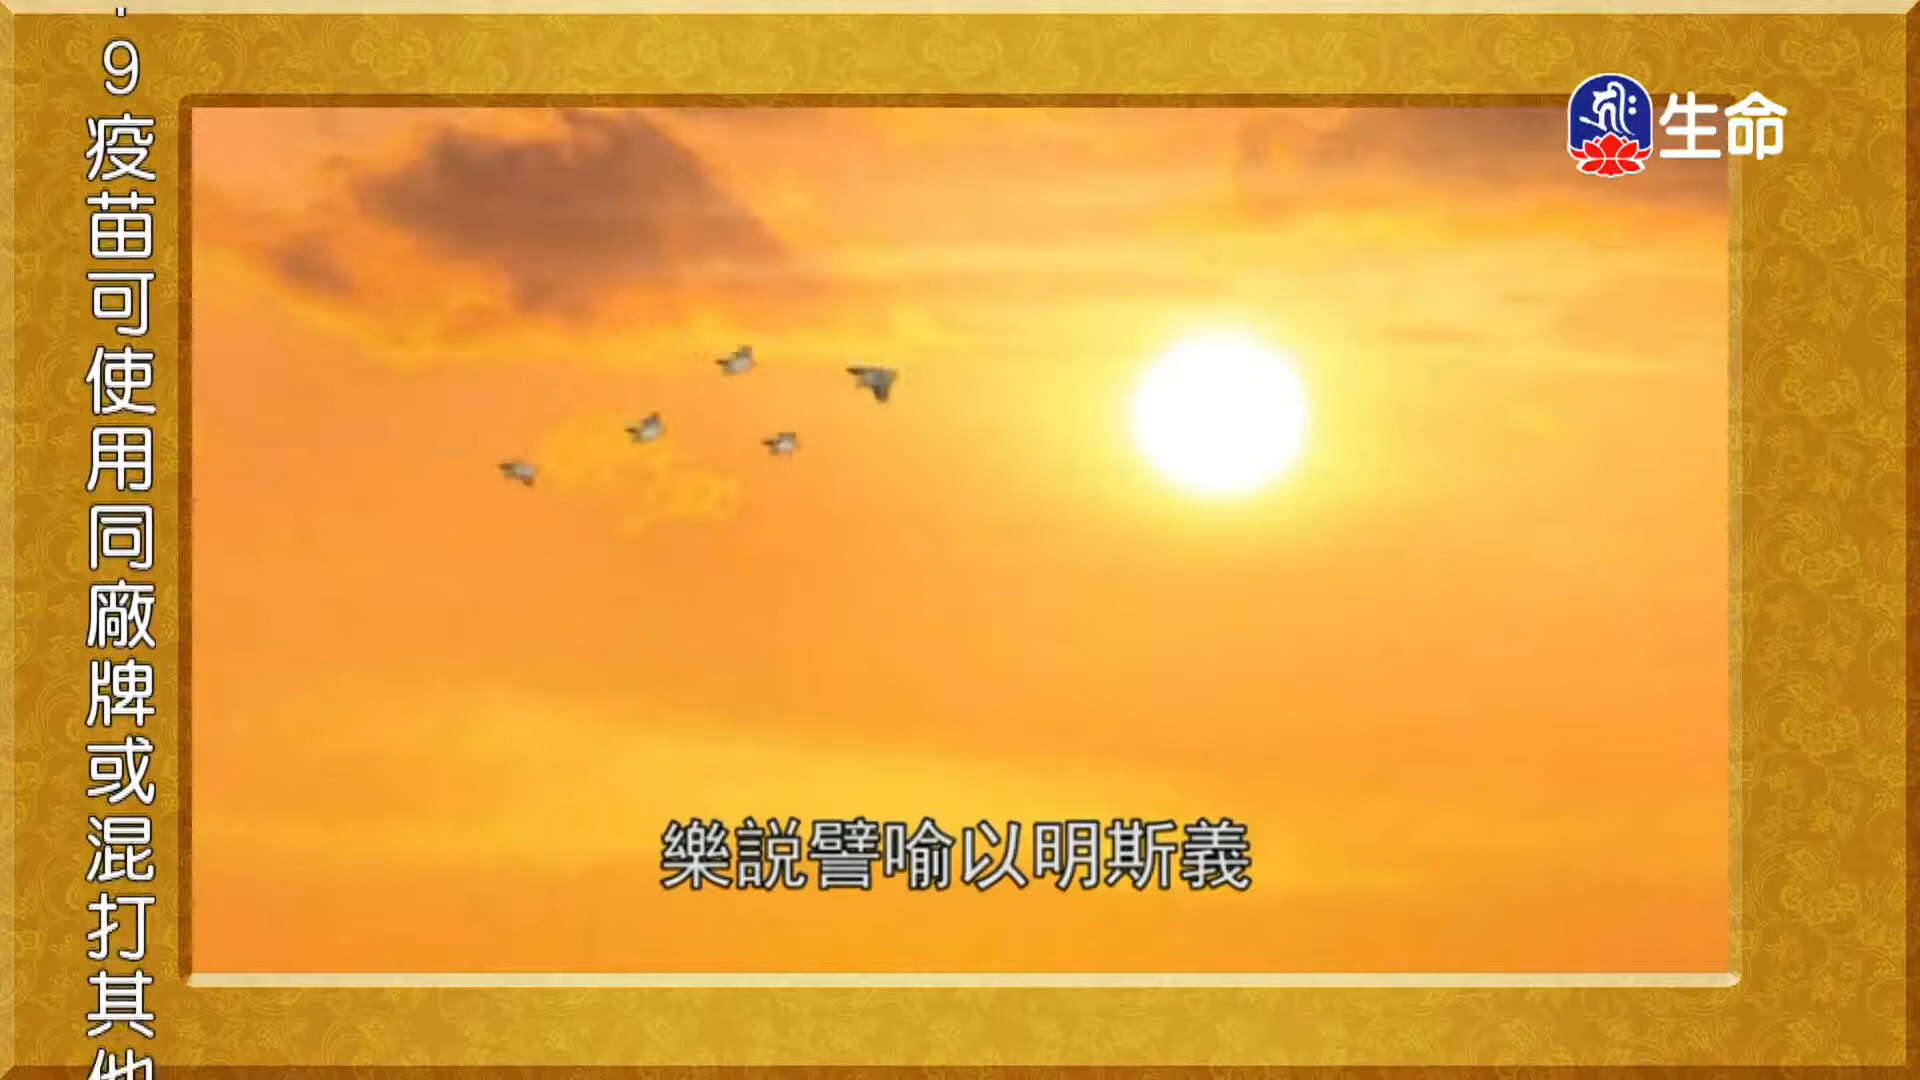 9疫苗可使用同廠牌或混打其他
生命
樂説譬喻以明斯義